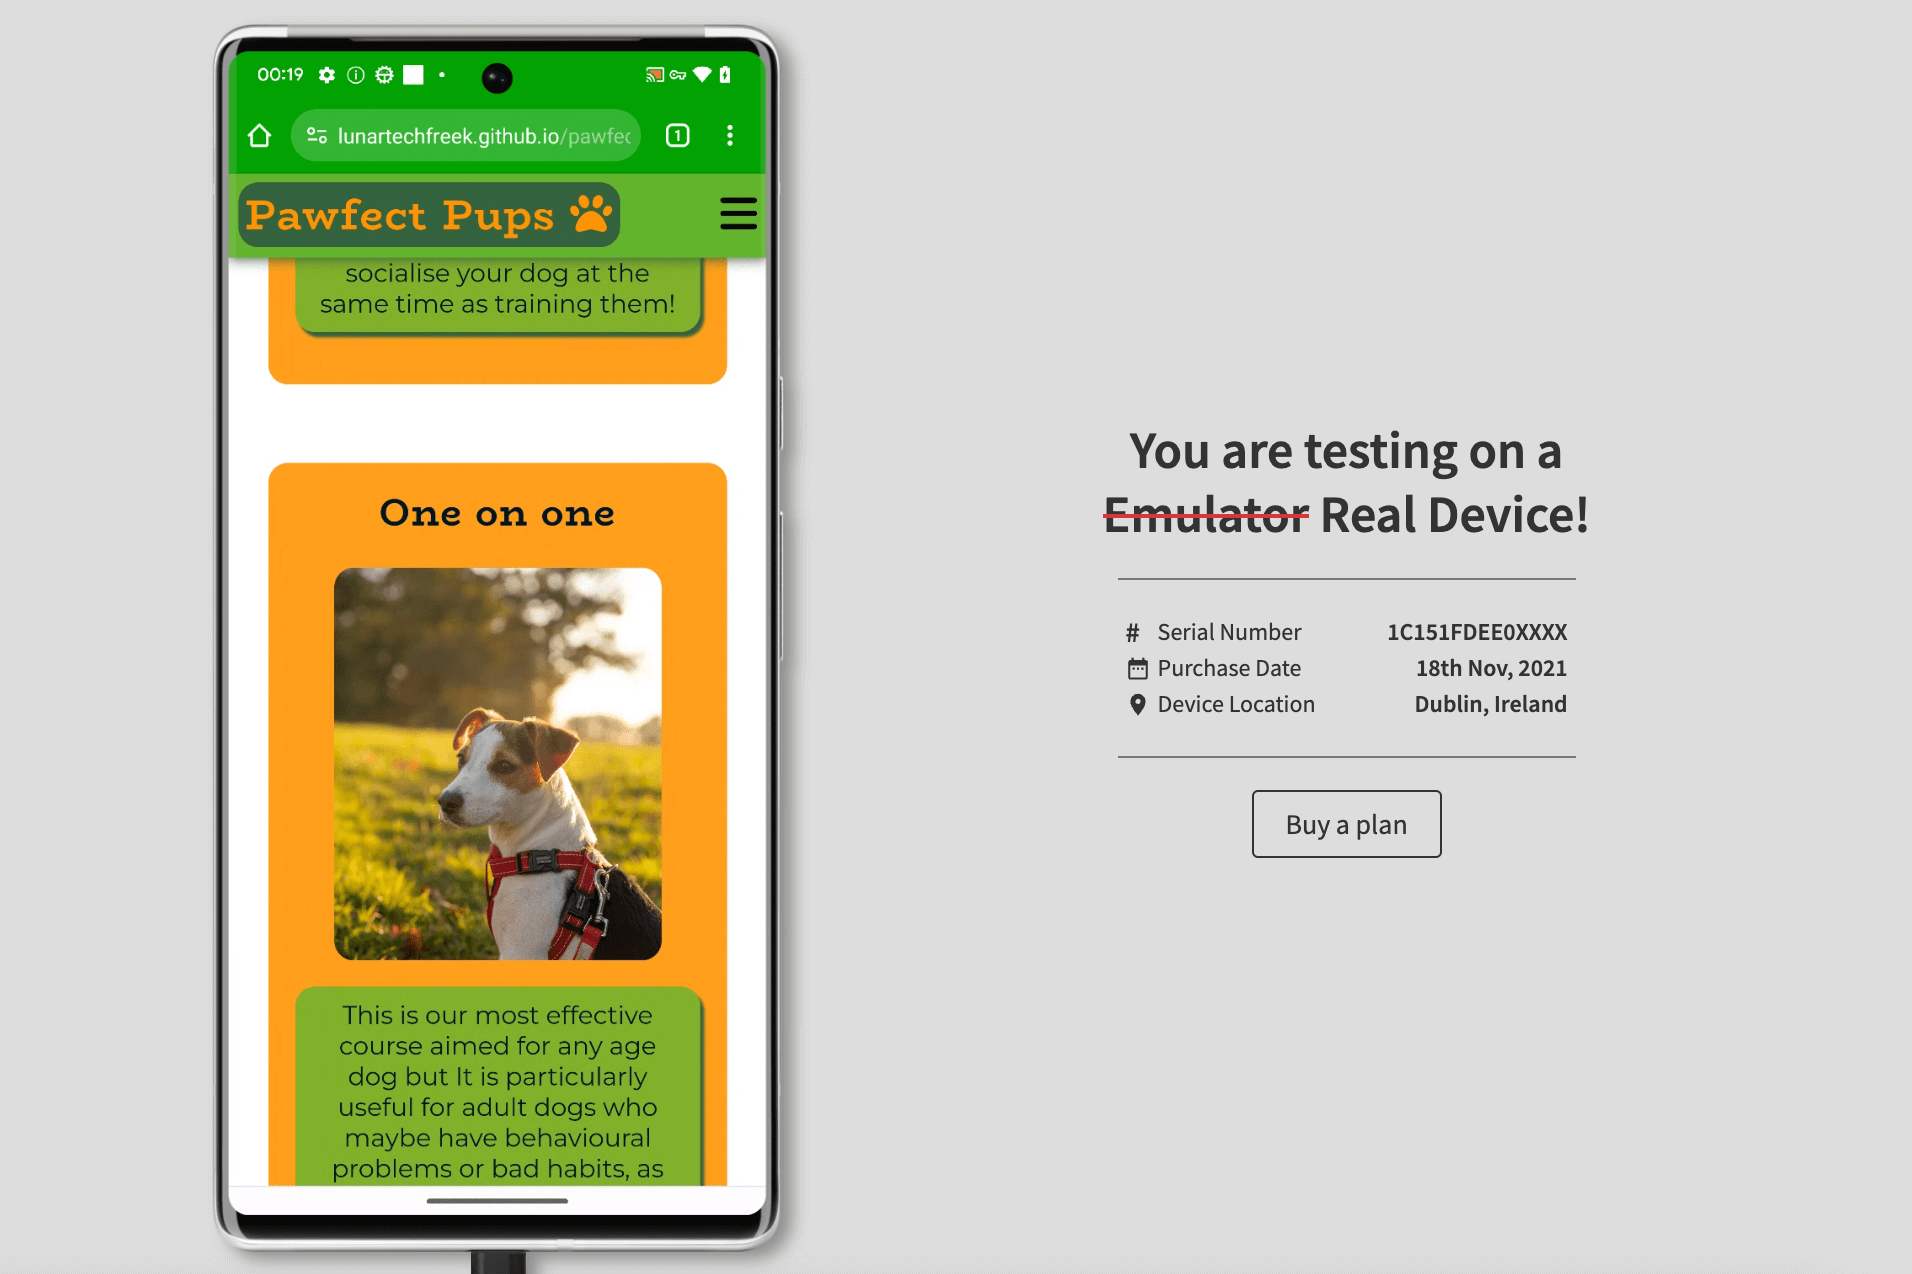 00:19
lunartechfreek.github.io/pawfec
1
Pawfect Pups
socialise your dog at the
same time as training them!
One on one
This is our most effective
course aimed for any age
dog but It is particularly
useful for adult dogs who
maybe have behavioural
problems or bad habits, as
You are testing on a
Emulator Real Device!
# Serial Number 1C151FDEE0XXXX
Purchase Date 18th Nov, 2021
Device Location Dublin, Ireland
Buy a plan